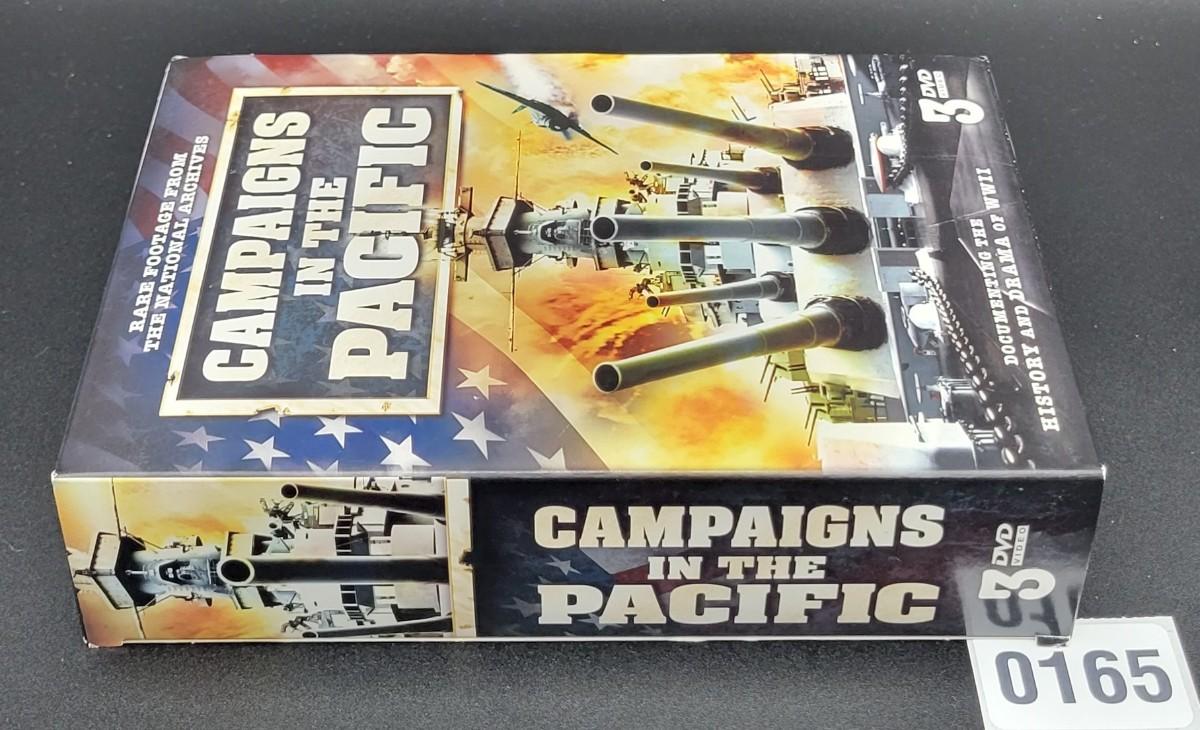 RARE FOOTAGE FROM
THE NATIONAL ARCHIVES
CAMPAIGNS
IN THE
PACIFIC
DOCUMENTING THE
HISTORY AND DRAMA OF WWII
3 DVD
VIDEO
CAMPAIGNS
IN THE
PACIFIC
3 DVD
VIDEO
0165